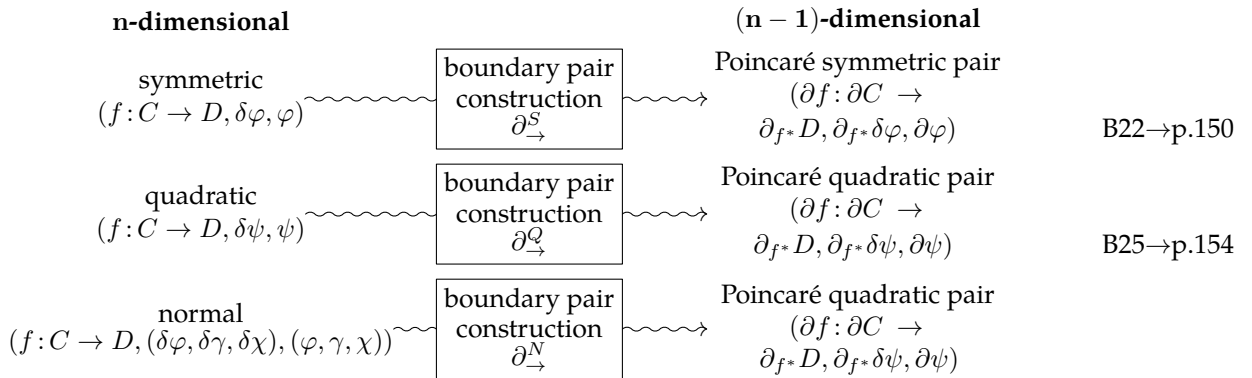 n-dimensional
(n − 1)-dimensional
symmetric
(f : C → D, δφ, φ)
boundary pair
construction
∂^S_→
Poincaré symmetric pair
(∂f : ∂C →
∂_{f*}D, ∂_{f*}δφ, ∂φ)
B22→p.150
quadratic
(f : C → D, δψ, ψ)
boundary pair
construction
∂^Q_→
Poincaré quadratic pair
(∂f : ∂C →
∂_{f*}D, ∂_{f*}δψ, ∂ψ)
B25→p.154
normal
(f : C → D, (δφ, δγ, δχ), (φ, γ, χ))
boundary pair
construction
∂^N_→
Poincaré quadratic pair
(∂f : ∂C →
∂_{f*}D, ∂_{f*}δψ, ∂ψ)